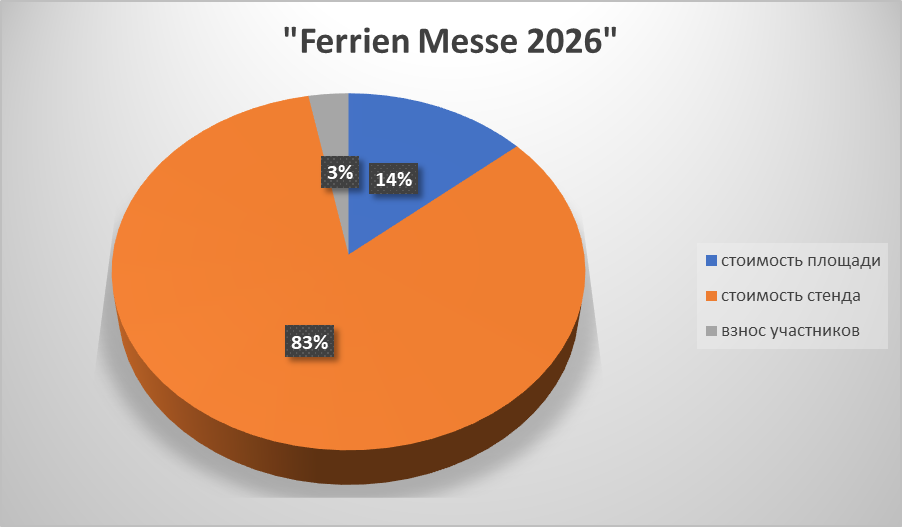 "Ferrien Messe 2026"
3%
14%
83%
стоимость площади
стоимость стенда
взнос участников